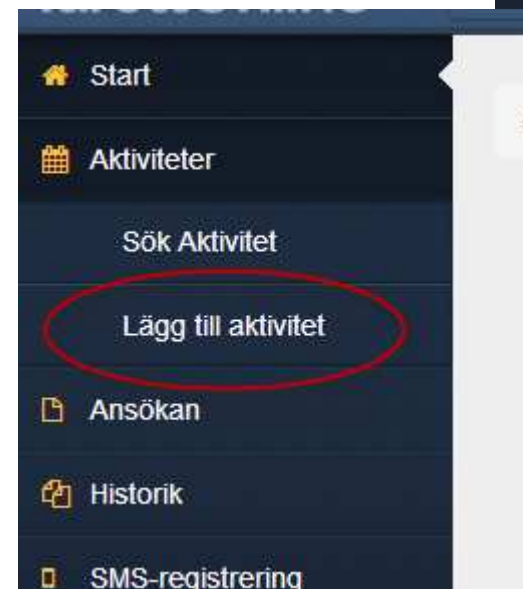 Start
Aktiviteter
Sök Aktivitet
Lägg till aktivitet
Ansökan
Historik
SMS-registrering